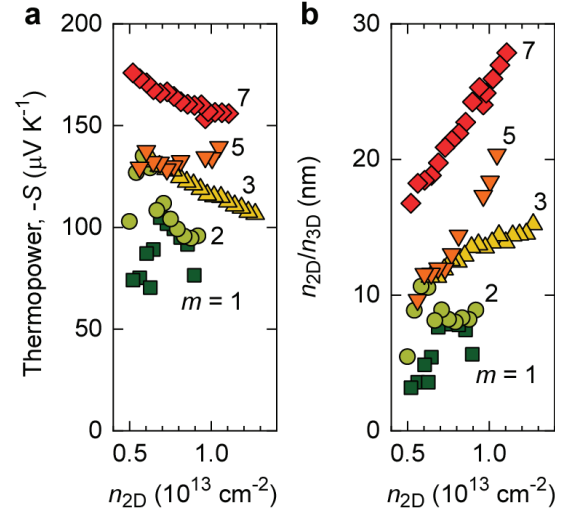 a
b
200
150
100
50
0
Thermopower, -S (μV K⁻¹)
0.5
1.0
n₂D (10¹³ cm⁻²)
7
5
3
2
m = 1
30
20
10
0
n₂D/n₃D (nm)
0.5
1.0
n₂D (10¹³ cm⁻²)
7
5
3
2
m = 1